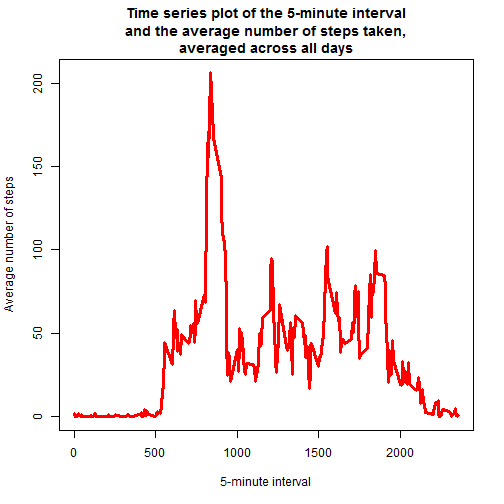 Time series plot of the 5-minute interval
and the average number of steps taken,
averaged across all days
Average number of steps
200
150
100
50
0
0 500 1000 1500 2000
5-minute interval